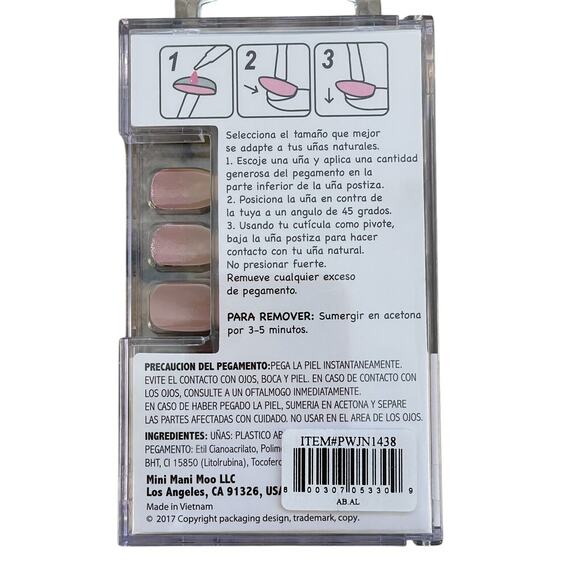 1 2 3
Selecciona el tamaño que mejor
se adapte a tus uñas naturales.
1. Escoje una uña y aplica una cantidad
generosa del pegamento en la
parte inferior de la uña postiza.
2. Posiciona la uña en contra de
la tuya a un angulo de 45 grados.
3. Usando tu cutícula como pivote,
baja la uña postiza para hacer
contacto con tu uña natural.
No presionar fuerte.
Remueve cualquier exceso
de pegamento.
PARA REMOVER: Sumergir en acetona
por 3-5 minutos.
PRECAUCION DEL PEGAMENTO:PEGA LA PIEL INSTANTANEAMENTE.
EVITE EL CONTACTO CON OJOS, BOCA Y PIEL. EN CASO DE CONTACTO CON
LOS OJOS, CONSULTE A UN OFTALMOGO INMEDIATAMENTE.
EN CASO DE HABER PEGADO LA PIEL, SUMERIA EN ACETONA Y SEPARE
LAS PARTES AFECTADAS CON CUIDADO. NO USAR EN EL AREA DE LOS OJOS.
INGREDIENTES: UÑAS: PLASTICO AB
PEGAMENTO: Etil Cianoacrilato, Polime
BHT, CI 15850 (Litolrubina), Tocofero
Mini Mani Moo LLC
Los Angeles, CA 91326, USA
Made in Vietnam
© 2017 Copyright packaging design, trademark, copy.
ITEM#PWJN1438
8 00307 05330 9
AB.AL